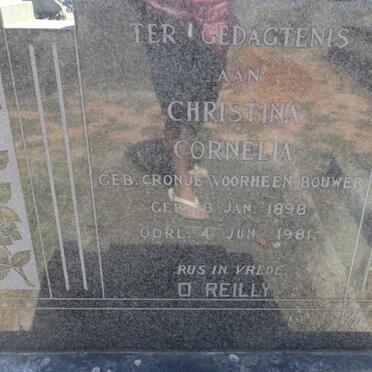 TER GEDAGTENIS
AAN
CHRISTINA
CORNELIA
GEB. CRONJE VOORHEEN BOUWER
GEB. 8 JAN. 1898
OORL. 4 JUN. 1981
RUS IN VREDE
O REILLY